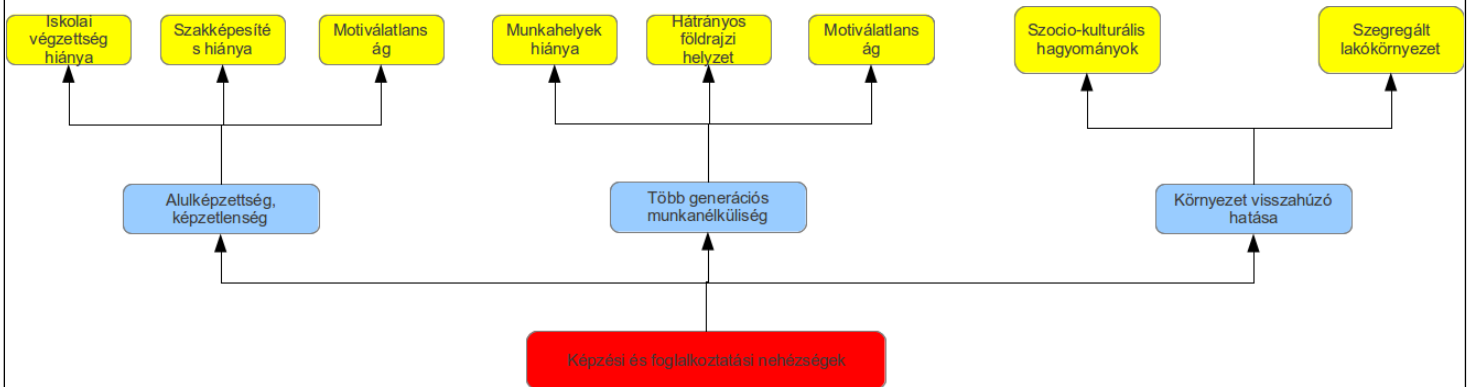 Iskolai
végzettség
hiánya
Szakképesíté
s hiánya
Motiválatlans
ág
Munkahelyek
hiánya
Hátrányos
földrajzi
helyzet
Motiválatlans
ág
Szocio-kulturális
hagyományok
Szegregált
lakókörnyezet
Alulképzettség,
képzetlenség
Több generációs
munkanélküliség
Környezet visszahúzó
hatása
Képzési és foglalkoztatási nehézségek